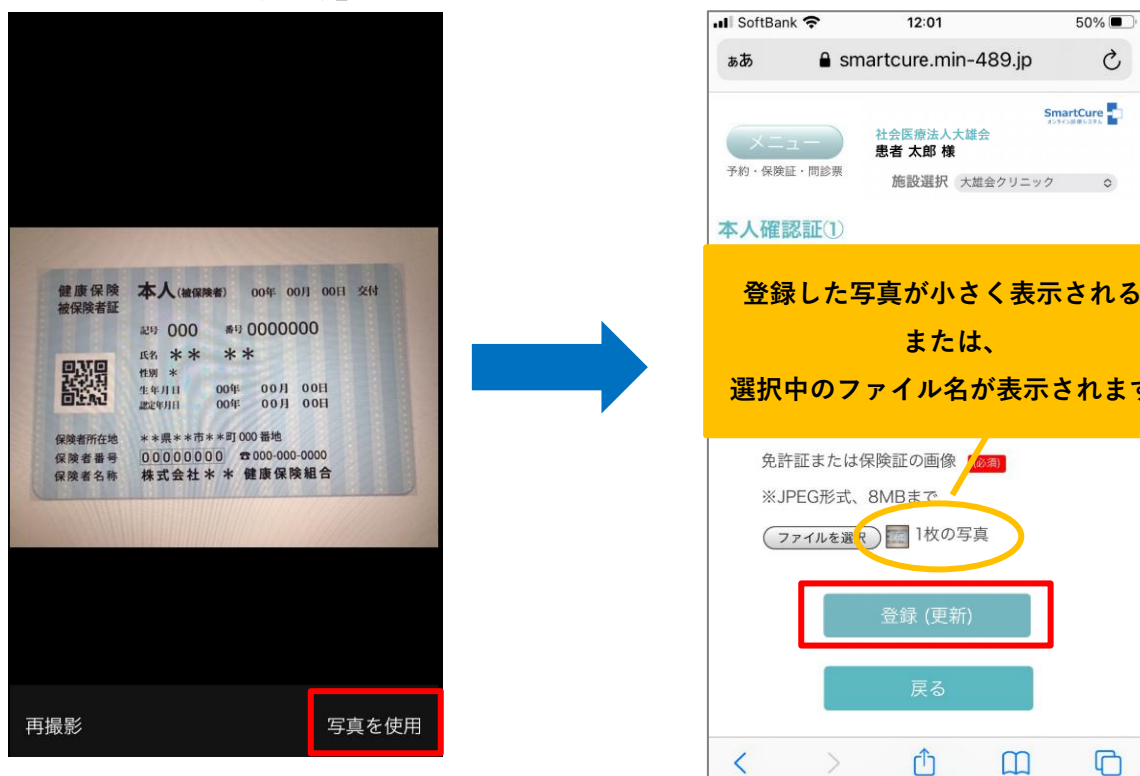 健康保険
被保険者証
本人(被保険者) 00年 00月 00日 交付
記号 000 番号 0000000
氏名 ** **
性別 *
生年月日 00年 00月 00日
認定年月日 00年 00月 00日
保険者所在地 **県**市**町000番地
保険者番号 00000000 ☎000-000-0000
保険者名称 株式会社** 健康保険組合
再撮影
写真を使用
SoftBank 12:01 50%
ぁあ smartcure.min-489.jp
SmartCure
オンライン診療システム
メニュー
予約・保険証・問診票
社会医療法人大雄会
患者 太郎 様
施設選択 大雄会クリニック
本人確認証①
登録した写真が小さく表示される
または、
選択中のファイル名が表示されます
免許証または保険証の画像 (必須)
※JPEG形式、8MBまで
ファイルを選択 1枚の写真
登録 (更新)
戻る